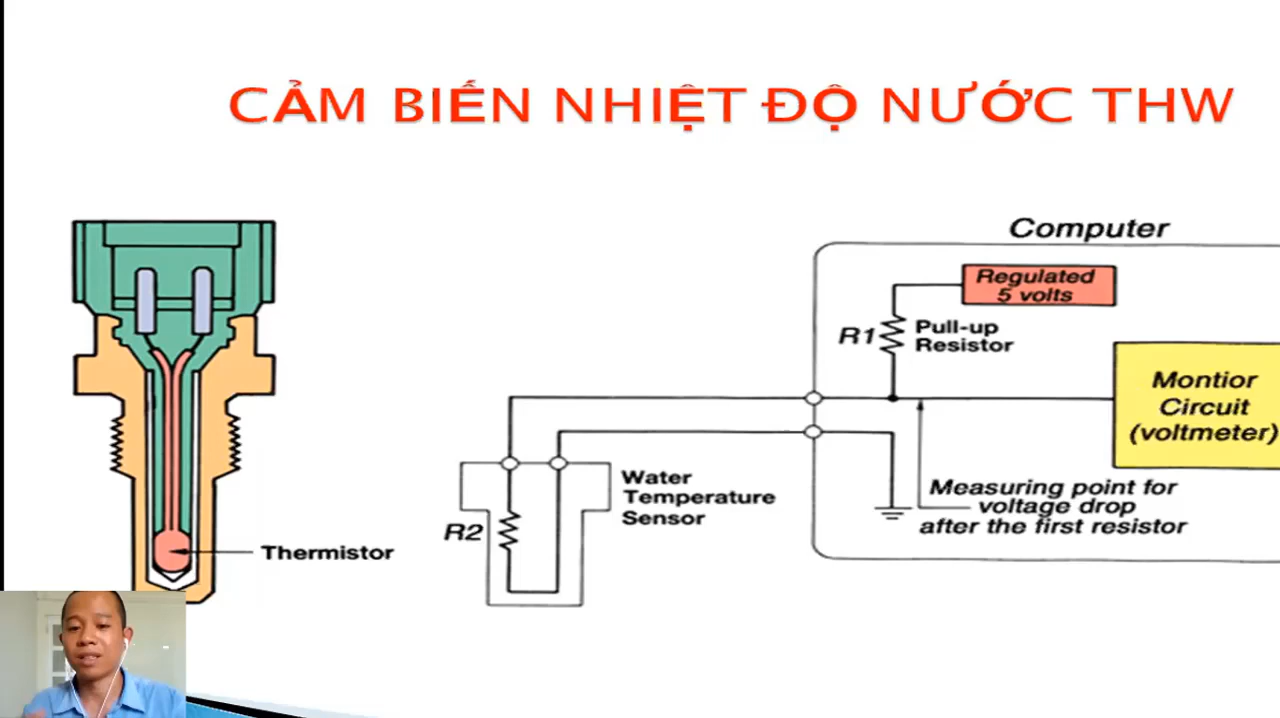 CẢM BIẾN NHIỆT ĐỘ NƯỚC THW
Computer
Regulated
5 volts
R1
Pull-up
Resistor
Montior
Circuit
(voltmeter)
Water
Temperature
Sensor
R2
Measuring point for
voltage drop
after the first resistor
Thermistor